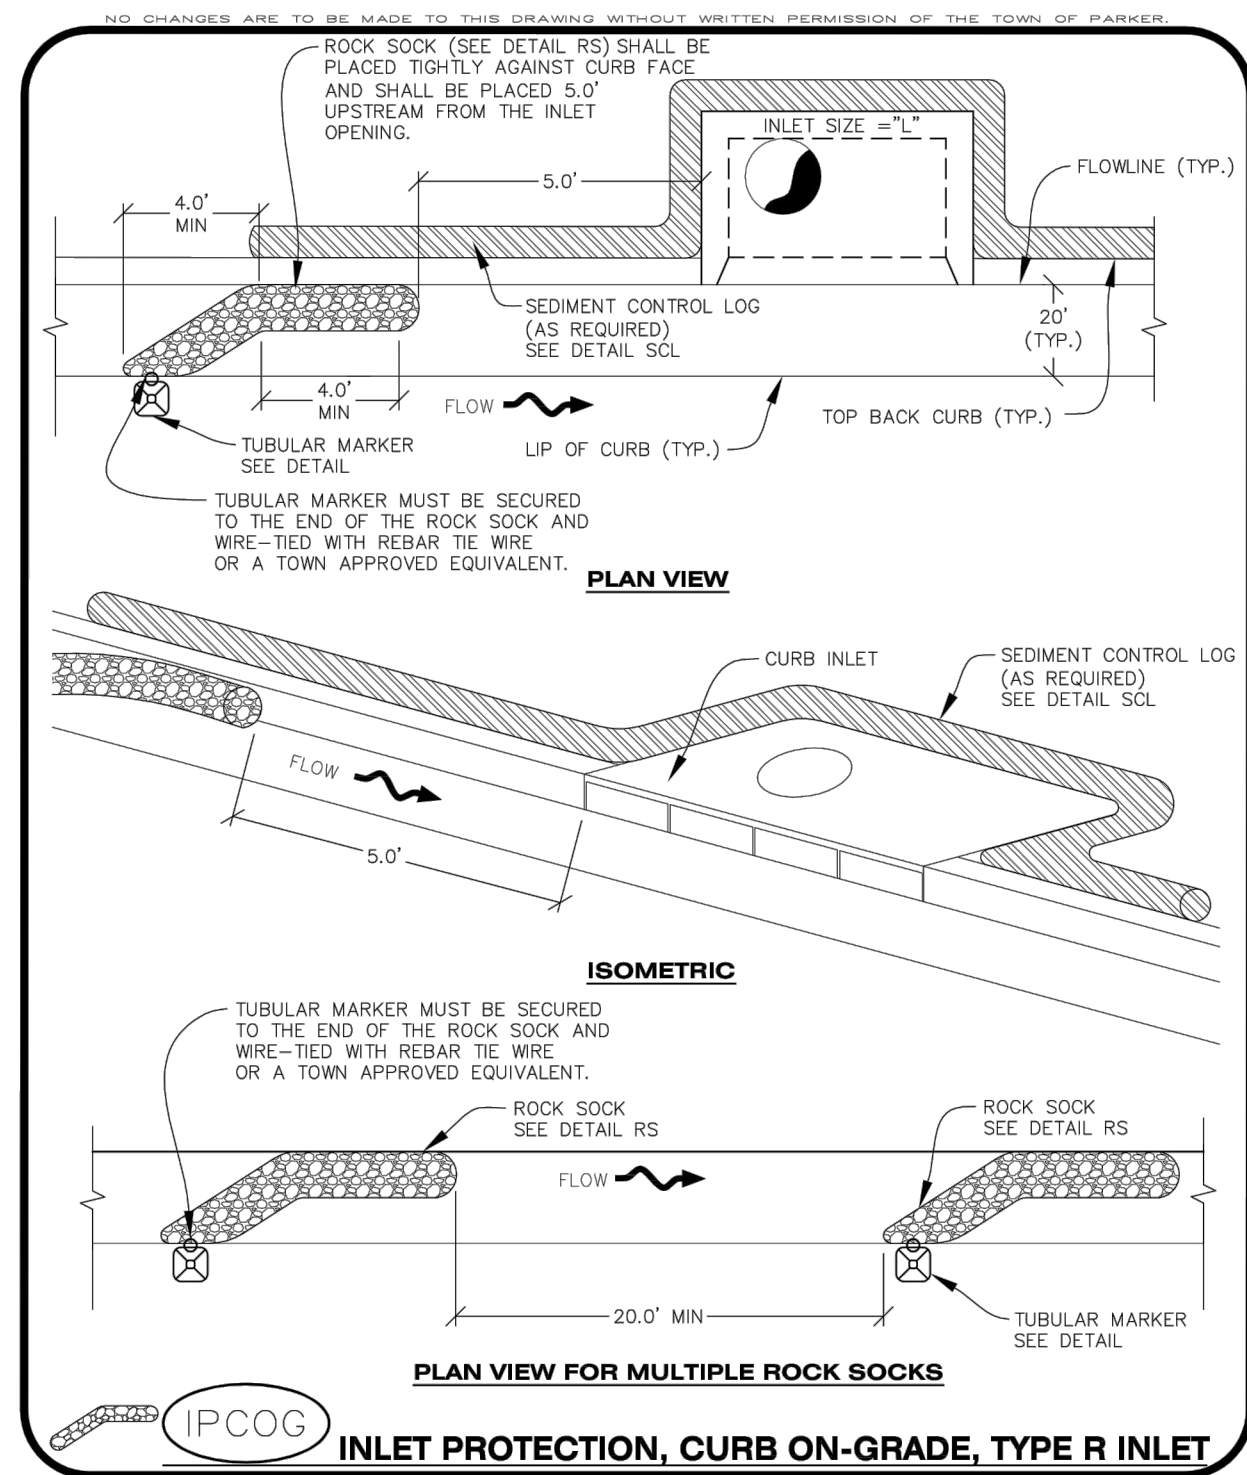 NO CHANGES ARE TO BE MADE TO THIS DRAWING WITHOUT WRITTEN PERMISSION OF THE TOWN OF PARKER.
ROCK SOCK (SEE DETAIL RS) SHALL BE
PLACED TIGHTLY AGAINST CURB FACE
AND SHALL BE PLACED 5.0'
UPSTREAM FROM THE INLET
OPENING.
INLET SIZE ="L"
FLOWLINE (TYP.)
5.0'
4.0'
MIN
SEDIMENT CONTROL LOG
(AS REQUIRED)
SEE DETAIL SCL
20'
(TYP.)
4.0'
MIN
FLOW
TOP BACK CURB (TYP.)
TUBULAR MARKER
SEE DETAIL
LIP OF CURB (TYP.)
TUBULAR MARKER MUST BE SECURED
TO THE END OF THE ROCK SOCK AND
WIRE-TIED WITH REBAR TIE WIRE
OR A TOWN APPROVED EQUIVALENT.
PLAN VIEW
CURB INLET
SEDIMENT CONTROL LOG
(AS REQUIRED)
SEE DETAIL SCL
FLOW
5.0'
ISOMETRIC
TUBULAR MARKER MUST BE SECURED
TO THE END OF THE ROCK SOCK AND
WIRE-TIED WITH REBAR TIE WIRE
OR A TOWN APPROVED EQUIVALENT.
ROCK SOCK
SEE DETAIL RS
ROCK SOCK
SEE DETAIL RS
FLOW
20.0' MIN
TUBULAR MARKER
SEE DETAIL
PLAN VIEW FOR MULTIPLE ROCK SOCKS
IPCOG
INLET PROTECTION, CURB ON-GRADE, TYPE R INLET